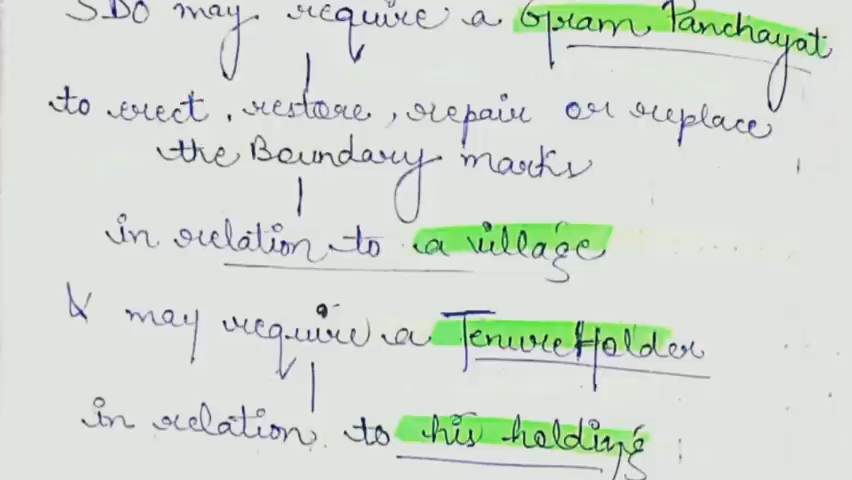 SDO may require a Gram Panchayat
to erect, restore, repair or replace
the Boundary marks
in relation to a village
& may require a Tenure Holder
in relation to his holding